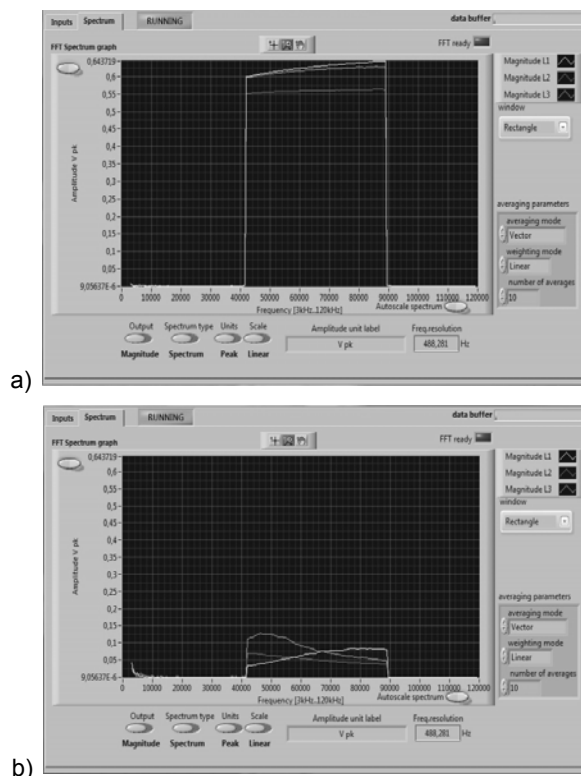 Inputs Spectrum RUNNING data buffer
FFT Spectrum graph FFT ready
0,643719
0,6
0,55
0,5
0,45
0,4
0,35
0,3
0,25
0,2
0,15
0,1
0,05
9,05637E-6
Amplitude V pk
0 10000 20000 30000 40000 50000 60000 70000 80000 90000 100000 110000 120000
Frequency [3kHz..120kHz]
Autoscale spectrum
Magnitude L1
Magnitude L2
Magnitude L3
window
Rectangle
averaging parameters
averaging mode
Vector
weighting mode
Linear
number of averages
10
Output Spectrum type Units Scale Amplitude unit label Freq.resolution
V pk 488,281 Hz
Magnitude Spectrum Peak Linear
a)
Inputs Spectrum RUNNING data buffer
FFT Spectrum graph FFT ready
0,643719
0,6
0,55
0,5
0,45
0,4
0,35
0,3
0,25
0,2
0,15
0,1
0,05
9,05637E-6
Amplitude V pk
0 10000 20000 30000 40000 50000 60000 70000 80000 90000 100000 110000 120000
Frequency [3kHz..120kHz]
Autoscale spectrum
Magnitude L1
Magnitude L2
Magnitude L3
window
Rectangle
averaging parameters
averaging mode
Vector
weighting mode
Linear
number of averages
10
Output Spectrum type Units Scale Amplitude unit label Freq.resolution
V pk 488,281 Hz
Magnitude Spectrum Peak Linear
b)